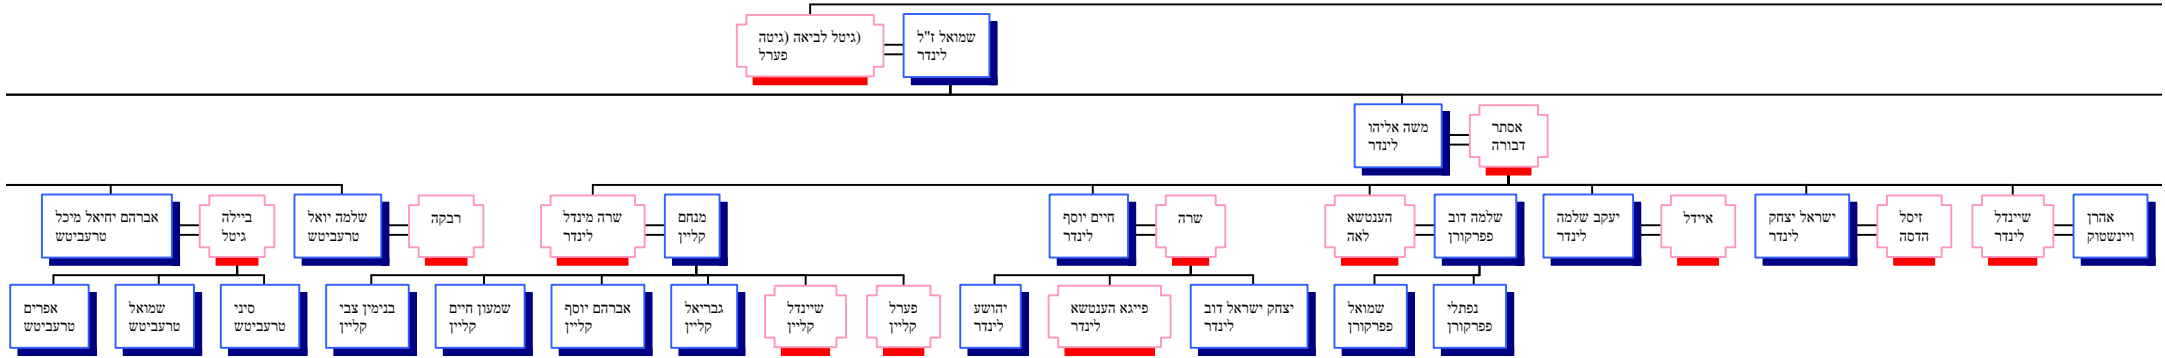 שמואל ז"ל
לינדר
(גיטל לביאה (גיטה
פערל
אסתר
דבורה
משה אליהו
לינדר
אהרן
ויינשטוק
שיינדל
לינדר
זיסל
הדסה
ישראל יצחק
לינדר
איידל
יעקב שלמה
לינדר
שלמה דוב
פפרקורן
הענטשא
לאה
שרה
חיים יוסף
לינדר
מנחם
קליין
שרה מינדל
לינדר
רבקה
שלמה יואל
טרעביטש
ביילה
גיטל
אברהם יחיאל מיכל
טרעביטש
נפתלי
פפרקורן
שמואל
פפרקורן
יצחק ישראל דוב
לינדר
פייגא הענטשא
לינדר
יהושע
לינדר
פערל
קליין
שיינדל
קליין
גבריאל
קליין
אברהם יוסף
קליין
שמעון חיים
קליין
בנימין צבי
קליין
סיני
טרעביטש
שמואל
טרעביטש
אפרים
טרעביטש